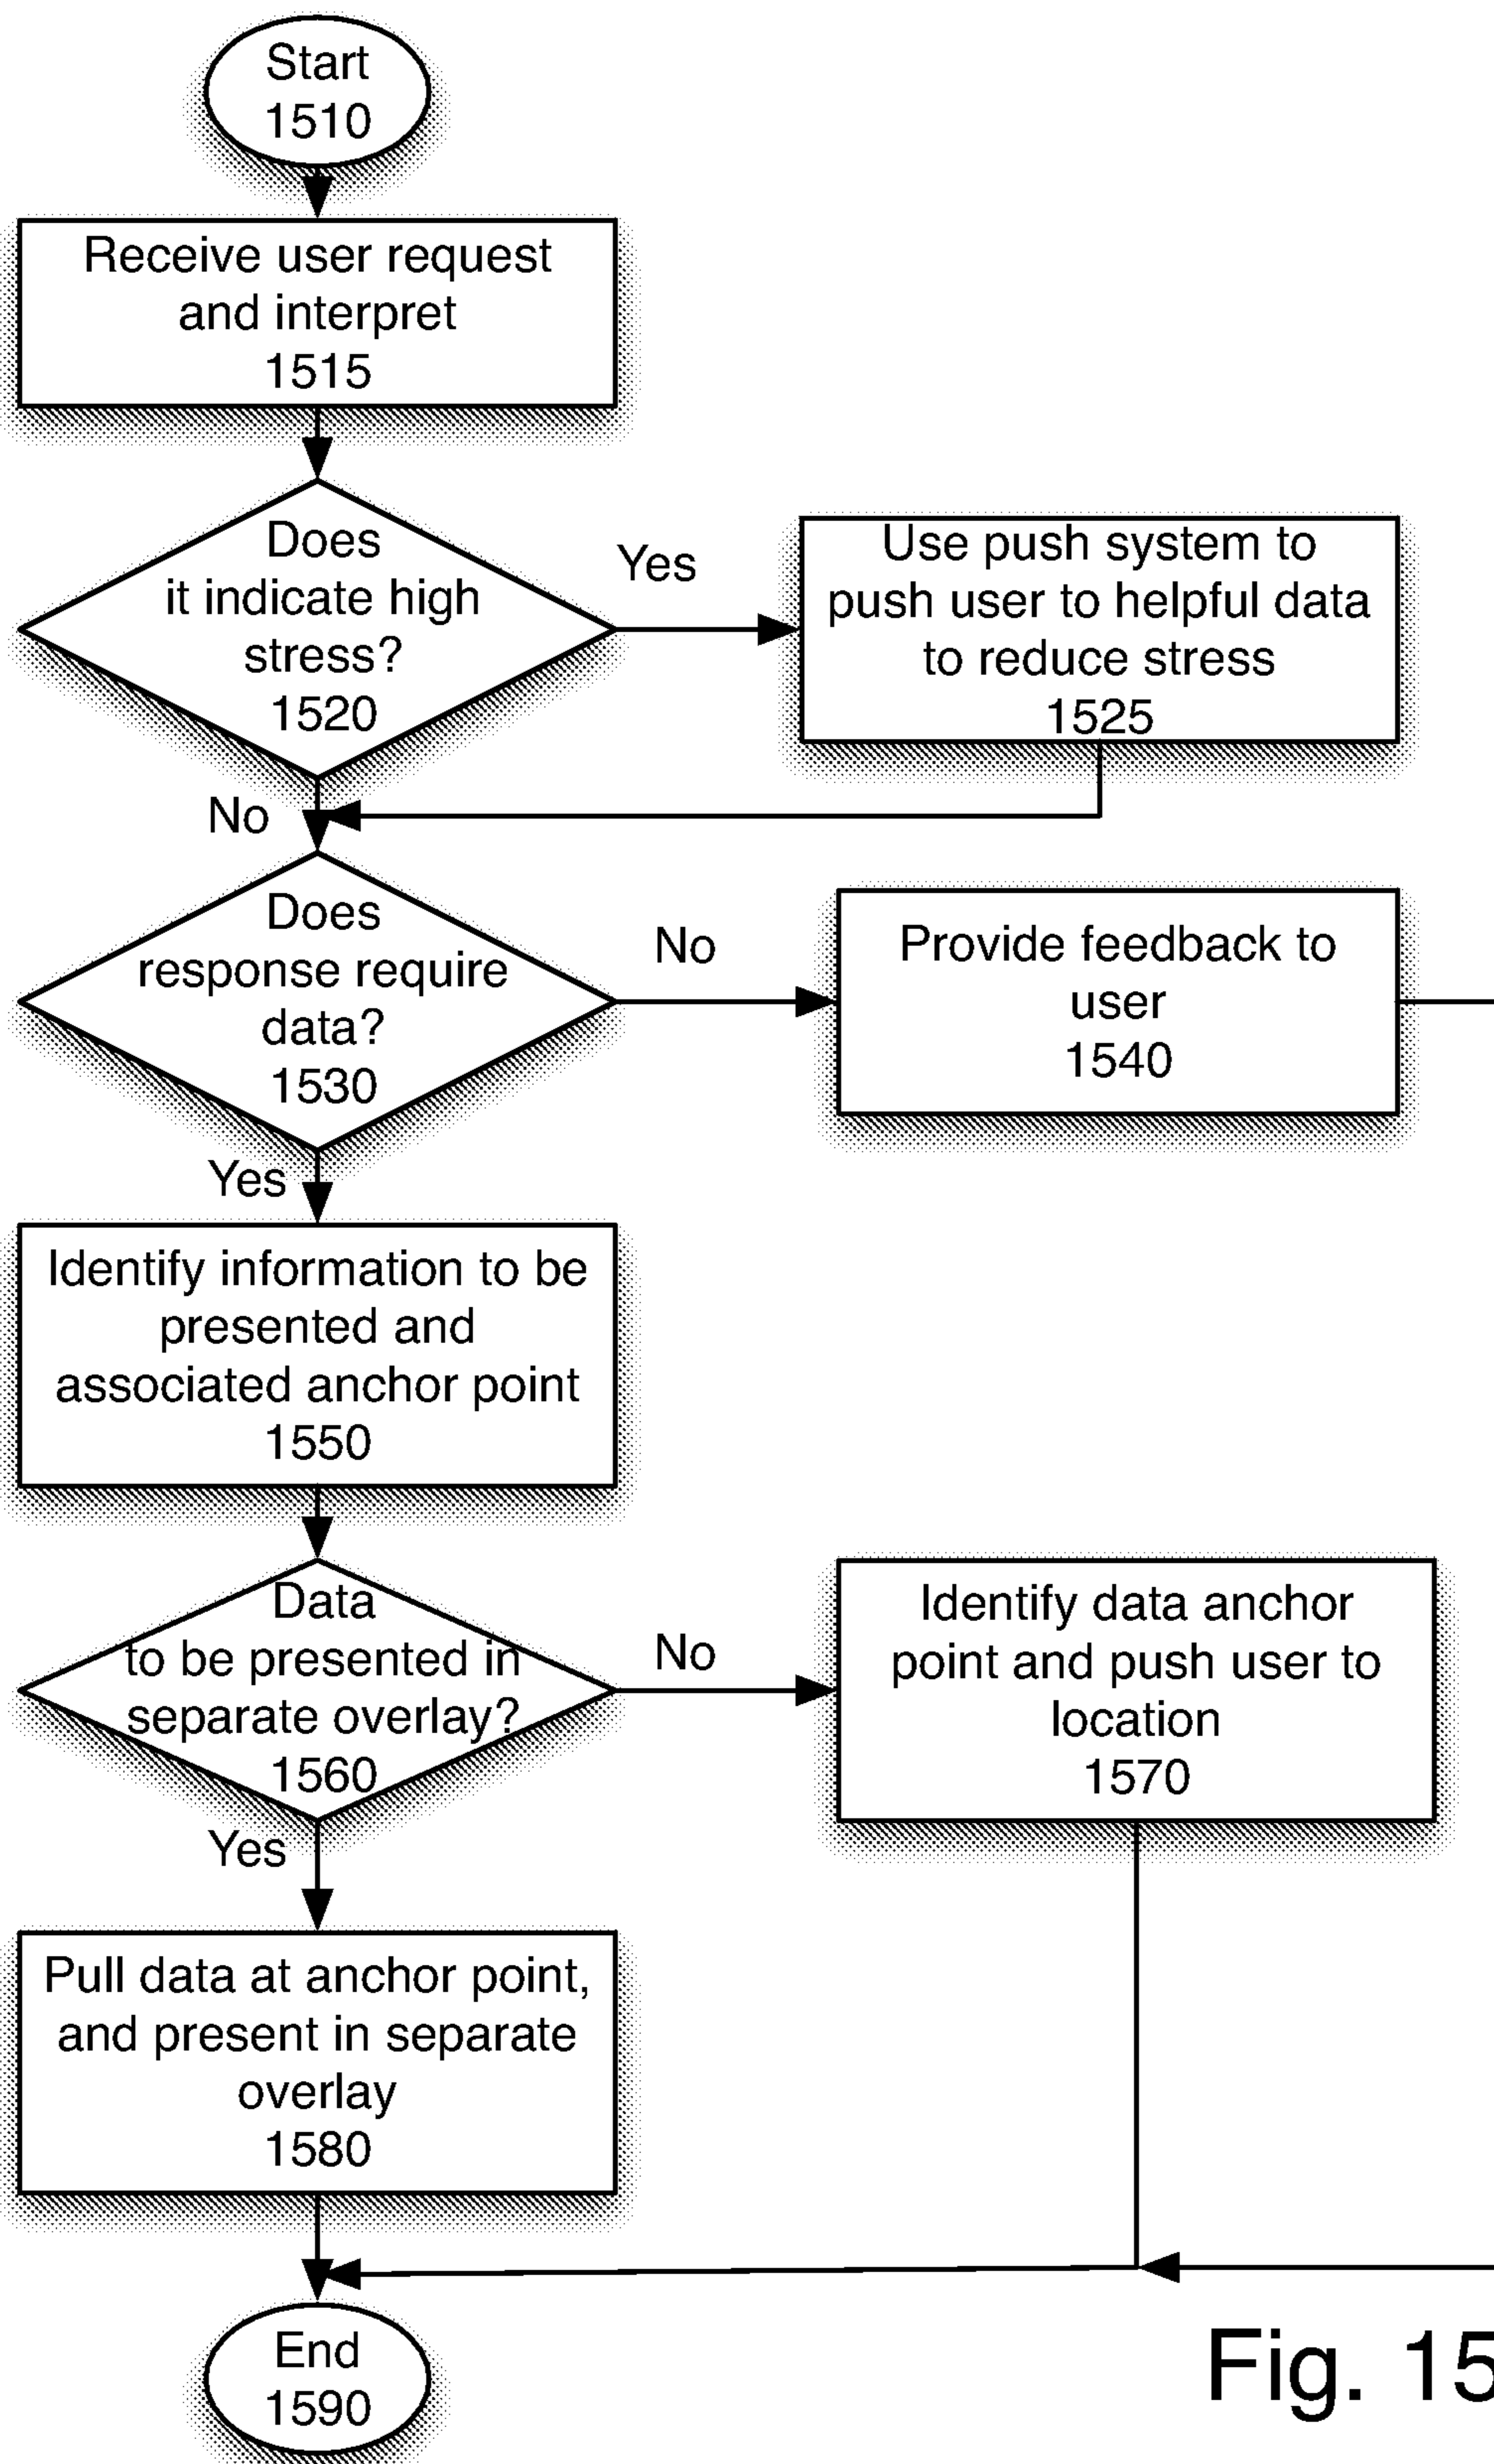 Start
1510
Receive user request
and interpret
1515
Does
it indicate high
stress?
1520
Yes
Use push system to
push user to helpful data
to reduce stress
1525
No
Does
response require
data?
1530
No
Provide feedback to
user
1540
Yes
Identify information to be
presented and
associated anchor point
1550
Data
to be presented in
separate overlay?
1560
No
Identify data anchor
point and push user to
location
1570
Yes
Pull data at anchor point,
and present in separate
overlay
1580
End
1590
Fig. 15